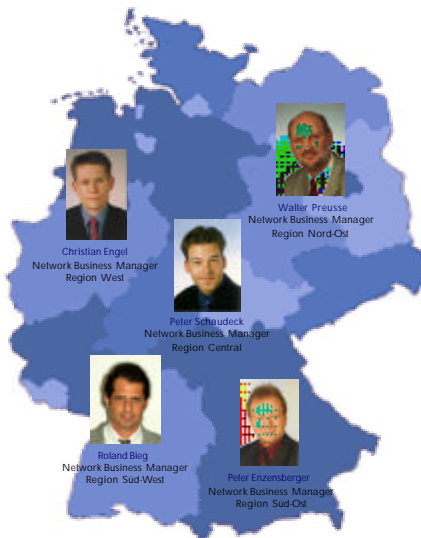 Walter Preusse
Network Business Manager
Region Nord-Ost
Christian Engel
Network Business Manager
Region West
Peter Schaudeck
Network Business Manager
Region Central
Roland Bieg
Network Business Manager
Region Süd-West
Peter Enzensberger
Network Business Manager
Region Süd-Ost